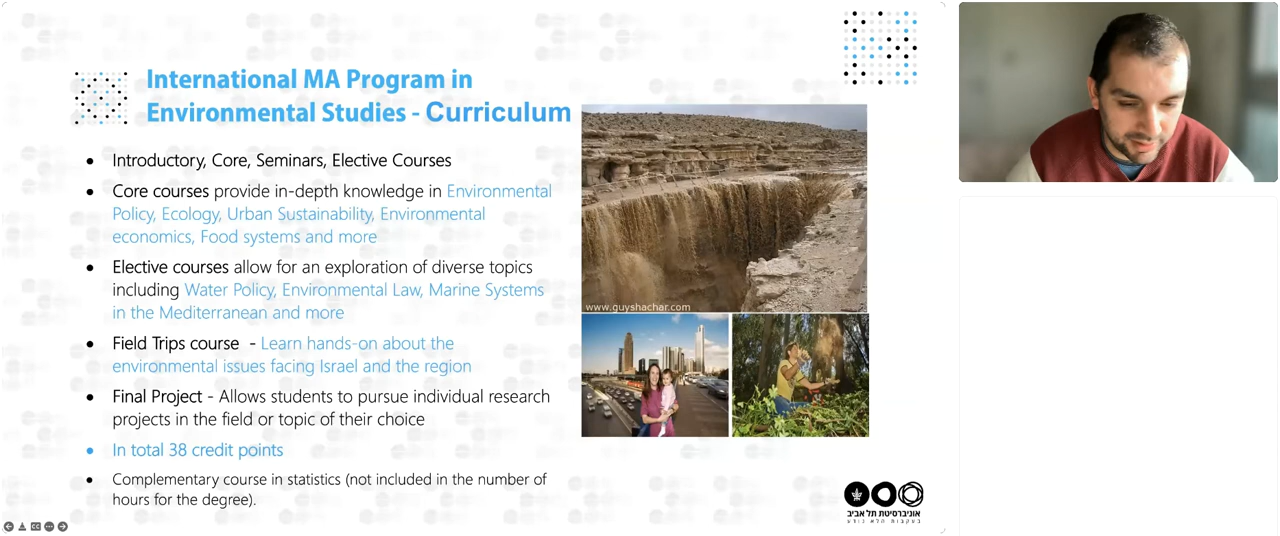 International MA Program in
Environmental Studies - Curriculum
Introductory, Core, Seminars, Elective Courses
Core courses provide in-depth knowledge in Environmental
Policy, Ecology, Urban Sustainability, Environmental
economics, Food systems and more
Elective courses allow for an exploration of diverse topics
including Water Policy, Environmental Law, Marine Systems
in the Mediterranean and more
Field Trips course - Learn hands-on about the
environmental issues facing Israel and the region
Final Project - Allows students to pursue individual research
projects in the field or topic of their choice
In total 38 credit points
Complementary course in statistics (not included in the number of
hours for the degree).
www.guyshachar.com
אוניברסיטת תל אביב
בעקבות הלא נודע